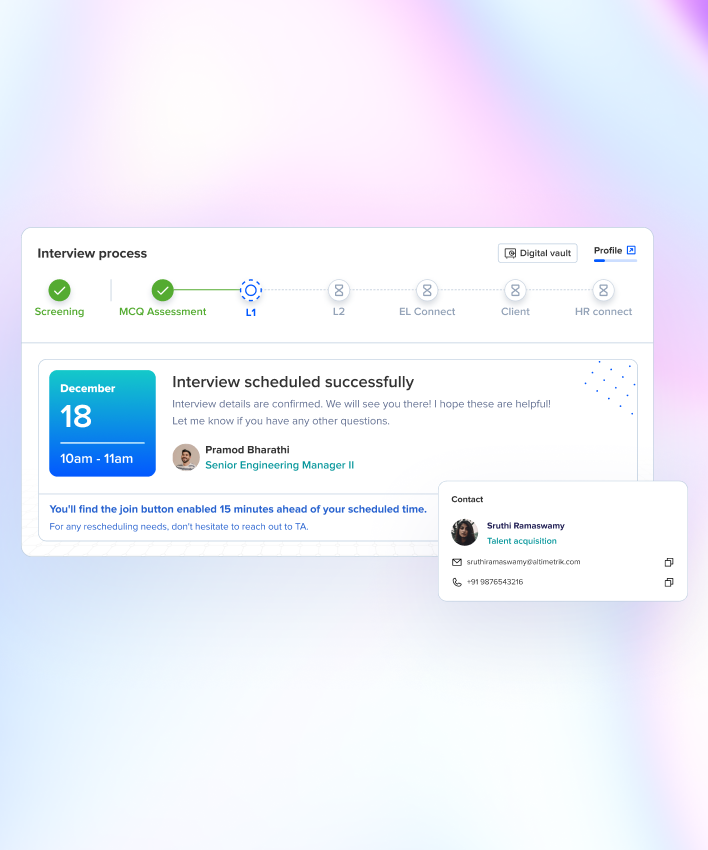 Interview process
Digital vault
Profile
Screening
MCQ Assessment
L1
L2
EL Connect
Client
HR connect
December
18
10am - 11am
Interview scheduled successfully
Interview details are confirmed. We will see you there! I hope these are helpful!
Let me know if you have any other questions.
Pramod Bharathi
Senior Engineering Manager II
You'll find the join button enabled 15 minutes ahead of your scheduled time.
For any rescheduling needs, don't hesitate to reach out to TA.
Contact
Sruthi Ramaswamy
Talent acquisition
sruthiramaswamy@altimetrik.com
+91 9876543216